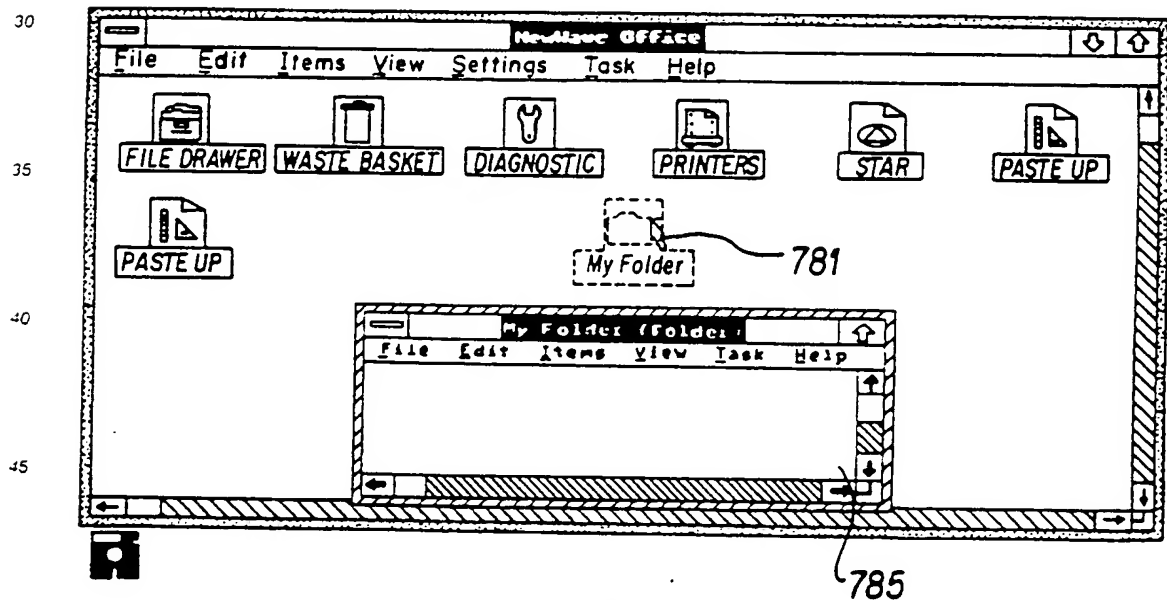 30
NewWave Office
File Edit Items View Settings Task Help
FILE DRAWER WASTE BASKET DIAGNOSTIC PRINTERS STAR PASTE UP
35
PASTE UP
My Folder
781
40
My Folder (Folder)
File Edit Items View Task Help
45
785